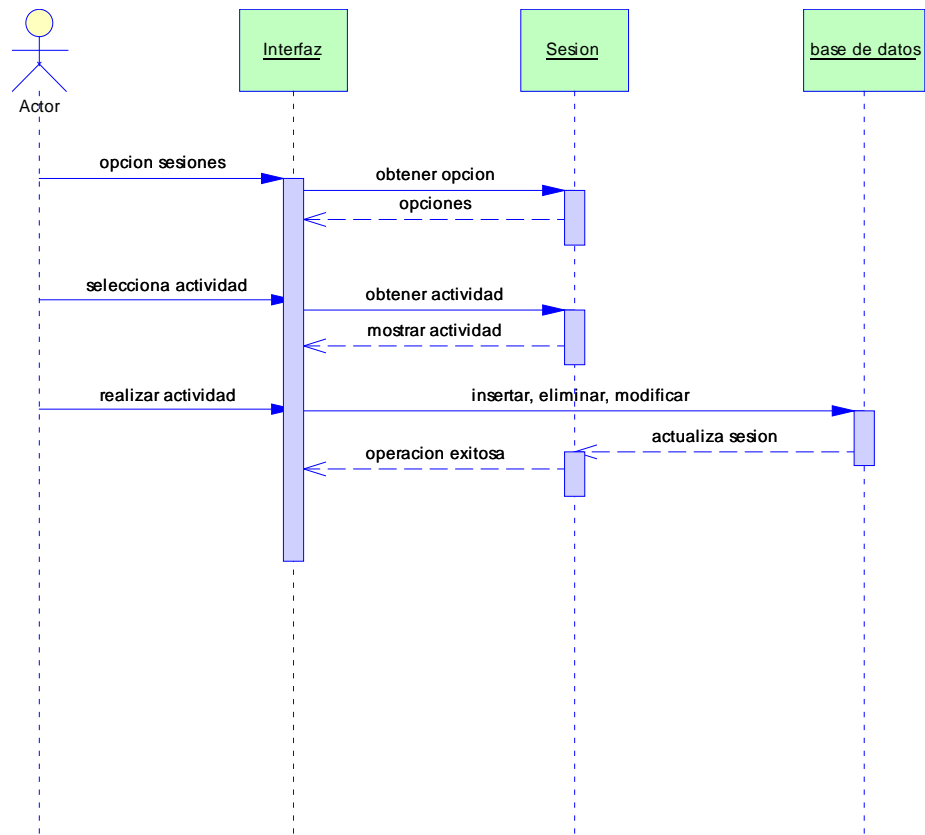 Interfaz
Sesion
base de datos
Actor
opcion sesiones
obtener opcion
opciones
selecciona actividad
obtener actividad
mostrar actividad
realizar actividad
insertar, eliminar, modificar
actualiza sesion
operacion exitosa